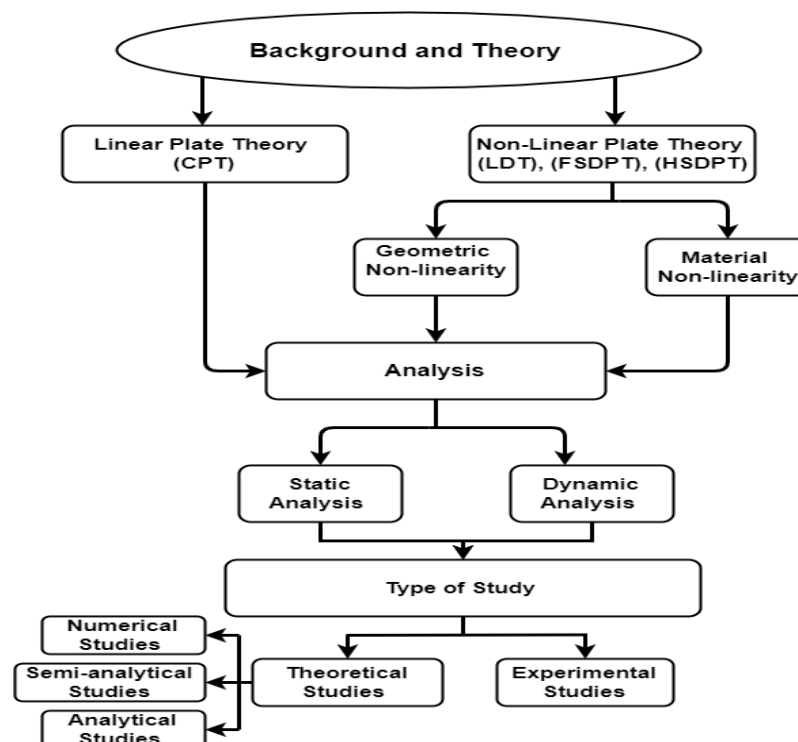 Background and Theory
Linear Plate Theory
(CPT)
Non-Linear Plate Theory
(LDT), (FSDPT), (HSDPT)
Geometric
Non-linearity
Material
Non-linearity
Analysis
Static
Analysis
Dynamic
Analysis
Type of Study
Numerical
Studies
Semi-analytical
Studies
Analytical
Studies
Theoretical
Studies
Experimental
Studies